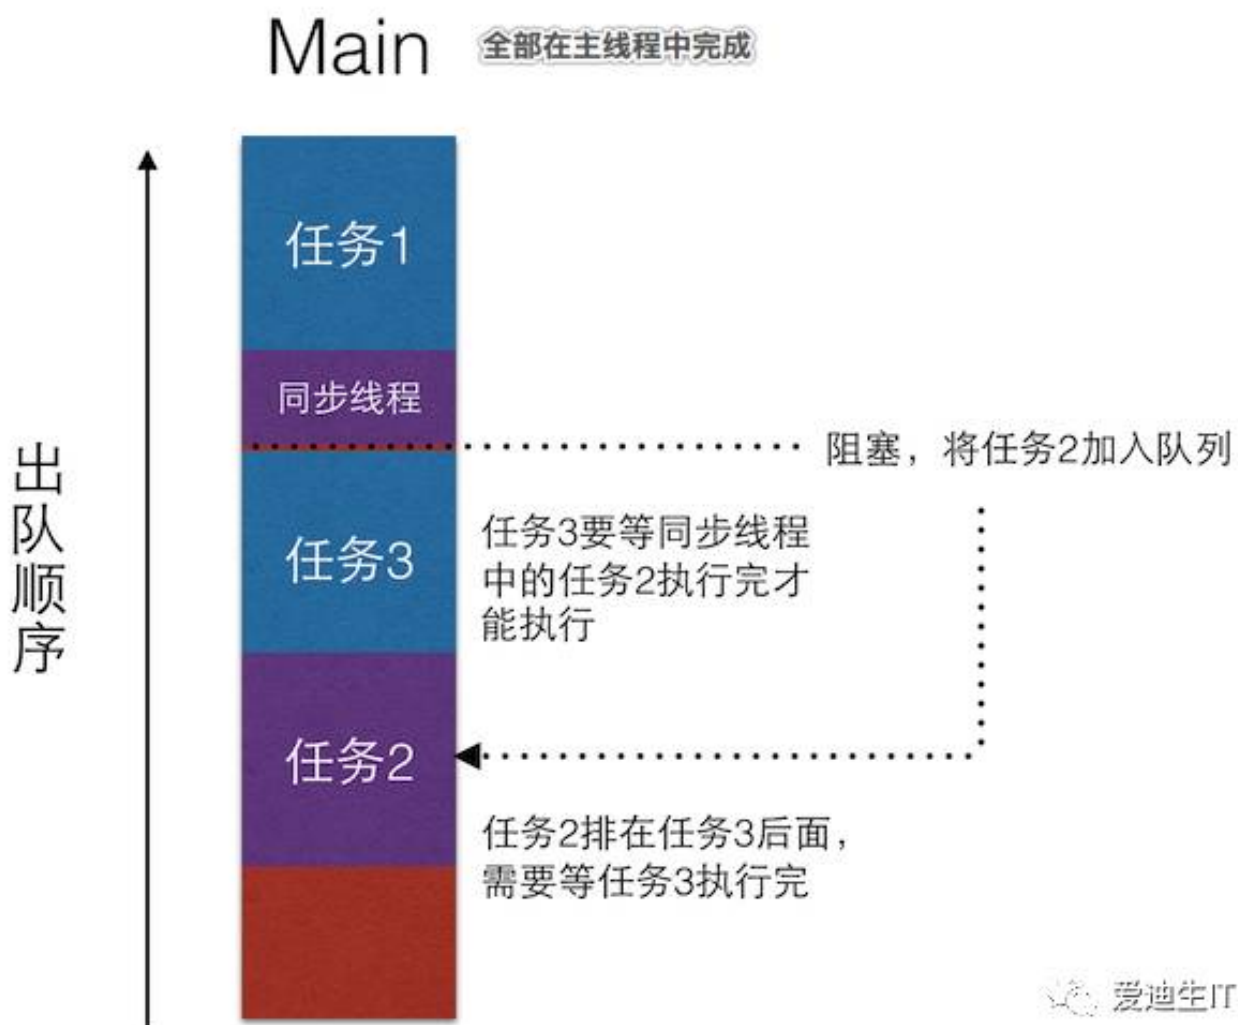 Main
全部在主线程中完成
出队顺序
任务1
同步线程
阻塞，将任务2加入队列
任务3
任务3要等同步线程
中的任务2执行完才
能执行
任务2
任务2排在任务3后面，
需要等任务3执行完
爱迪生IT